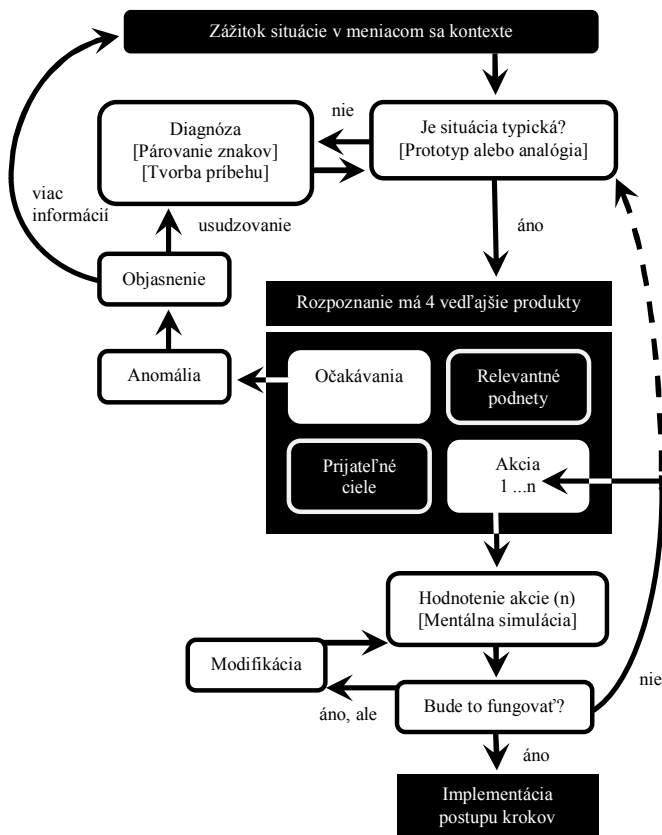 Zážitok situácie v meniacom sa kontexte
nie
Diagnóza
[Párovanie znakov]
[Tvorba príbehu]
Je situácia typická?
[Prototyp alebo analógia]
viac
informácií
usudzovanie
áno
Objasnenie
Rozpoznanie má 4 vedľajšie produkty
Anomália
Očakávania
Relevantné
podnety
Prijateľné
ciele
Akcia
1 ...n
Hodnotenie akcie (n)
[Mentálna simulácia]
Modifikácia
nie
áno, ale
Bude to fungovať?
áno
Implementácia
postupu krokov